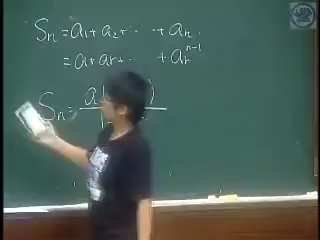 Sn = a1 + a2 + ··· + an.
= a + ar + ··· + ar^n-1
Sn = a(